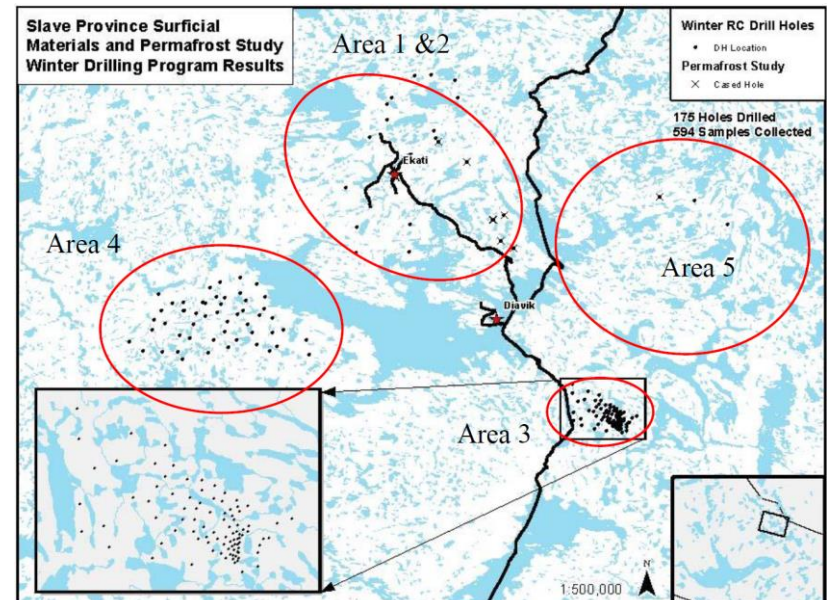 Slave Province Surficial
Materials and Permafrost Study
Winter Drilling Program Results
Area 1 &2
Winter RC Drill Holes
DH Location
Permafrost Study
Cased Hole
175 Holes Drilled
594 Samples Collected
Ekati
Area 4
Area 5
Diavik
Area 3
N
1:500,000